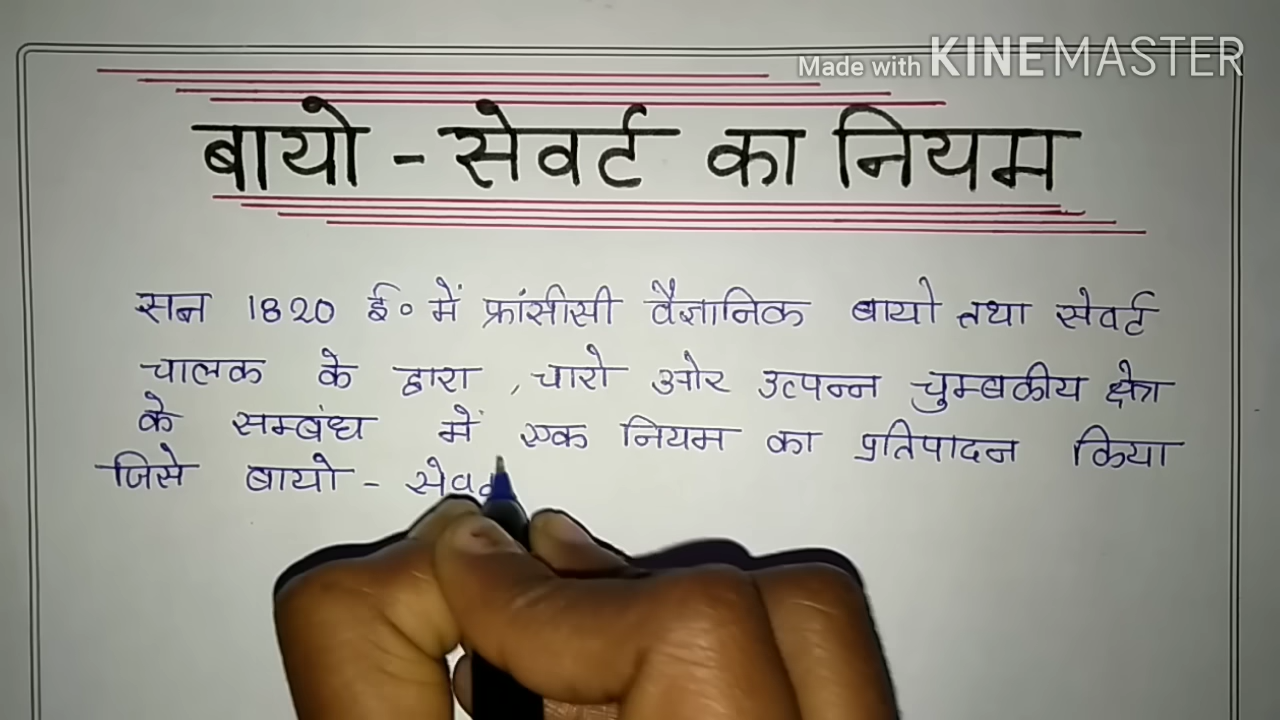 Made with KINEMASTER
बायो - सेवर्ट का नियम
सन 1820 ई० में फ्रांसीसी वैज्ञानिक बायो तथा सेवर्ट
चालक के द्वारा , चारो ओर उत्पन्न चुम्बकीय क्षेत्र
के सम्बंध में एक नियम का प्रतिपादन किया
जिसे बायो -